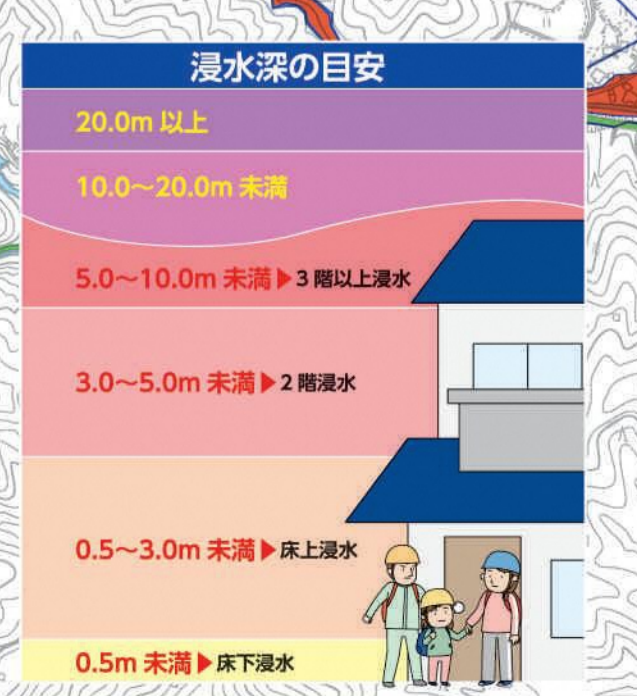 浸水深の目安
20.0m 以上
10.0～20.0m 未満
5.0～10.0m 未満▶3 階以上浸水
3.0～5.0m 未満▶2 階浸水
0.5～3.0m 未満▶床上浸水
0.5m 未満▶床下浸水